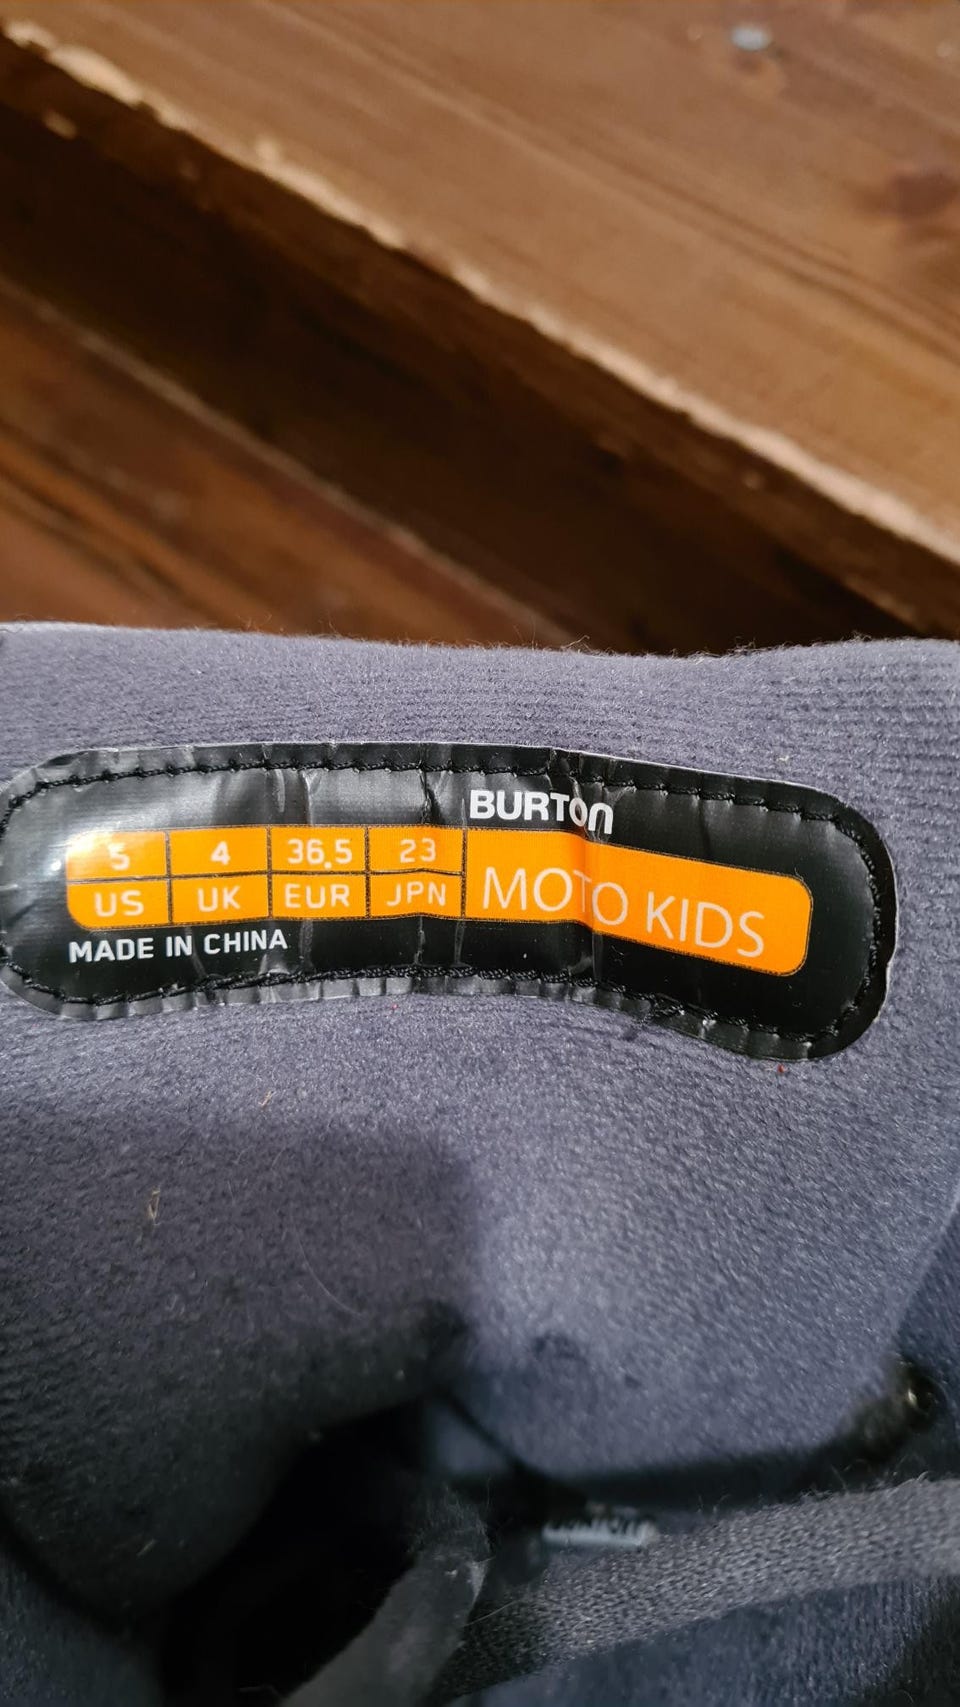 BURTON
5 4 36.5 23
US UK EUR JPN
MOTO KIDS
MADE IN CHINA